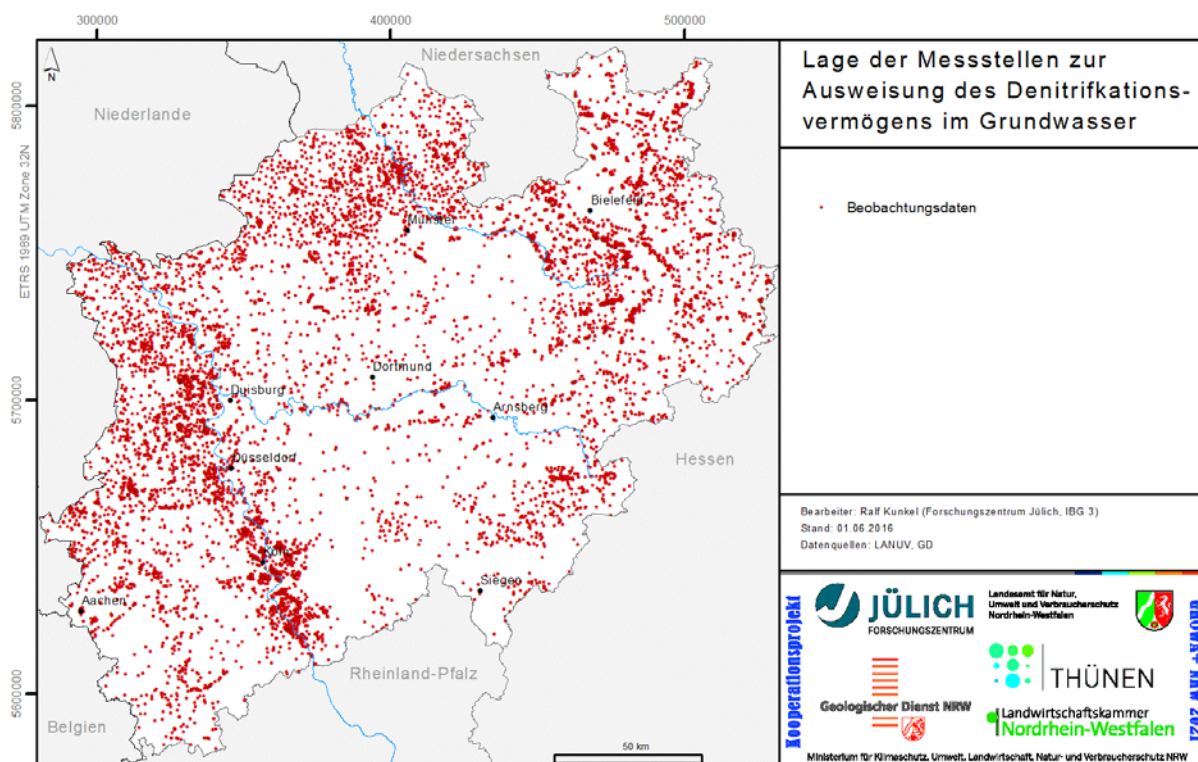 300000
400000
500000
5800000
5700000
5600000
ETRS 1989 UTM Zone 32N
N
Niedersachsen
Niederlande
Bielefeld
Münster
Dortmund
Duisburg
Arnsberg
Düsseldorf
Hessen
Köln
Siegen
Aachen
Rheinland-Pfalz
Belgien
50 km
Lage der Messstellen zur
Ausweisung des Denitrifkations-
vermögens im Grundwasser
Beobachtungsdaten
Bearbeiter: Ralf Kunkel (Forschungszentrum Jülich, IBG 3)
Stand: 01.06.2016
Datenquellen: LANUV, GD
Kooperationsprojekt
JÜLICH
FORSCHUNGSZENTRUM
Landesamt für Natur,
Umwelt und Verbraucherschutz
Nordrhein-Westfalen
Geologischer Dienst NRW
THÜNEN
Landwirtschaftskammer
Nordrhein-Westfalen
GROWA+ NRW 2021
Ministerium für Klimaschutz, Umwelt, Landwirtschaft, Natur- und Verbraucherschutz NRW